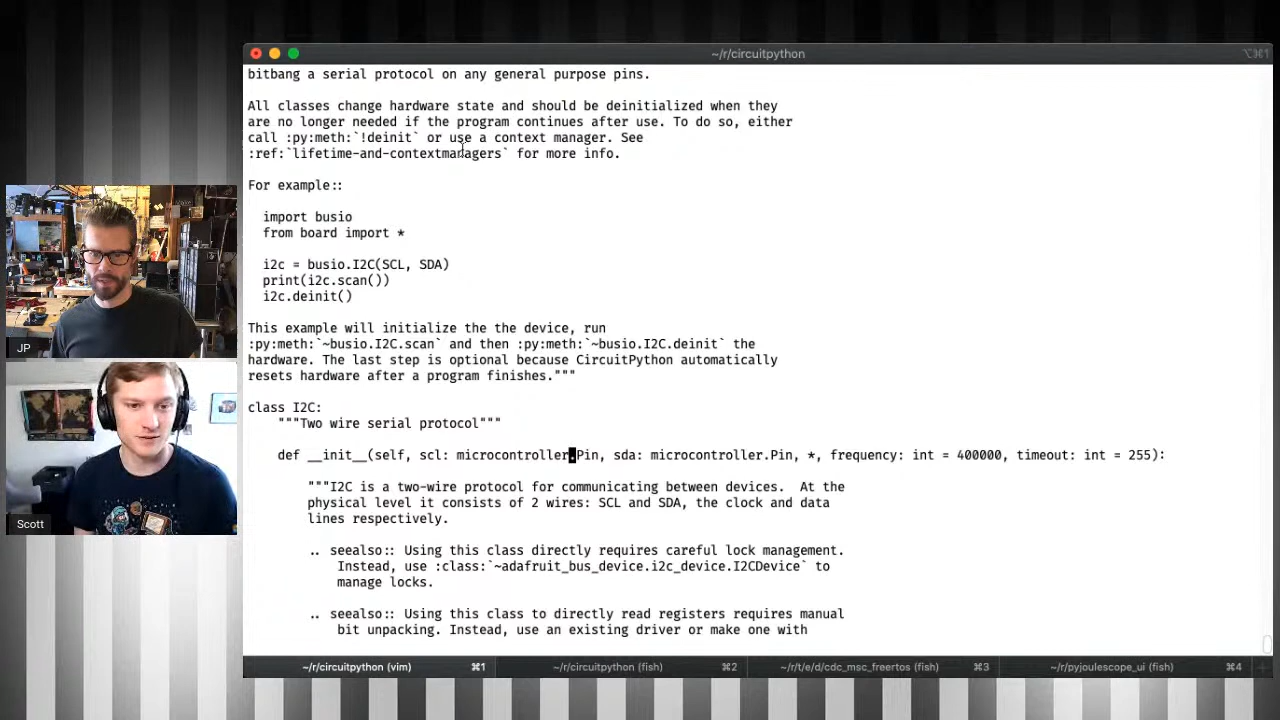 ~/r/circuitpython
⌥⌘1
bitbang a serial protocol on any general purpose pins.
All classes change hardware state and should be deinitialized when they
are no longer needed if the program continues after use. To do so, either
call :py:meth:`!deinit` or use a context manager. See
:ref:`lifetime-and-contextmanagers` for more info.
For example::
import busio
from board import *
i2c = busio.I2C(SCL, SDA)
print(i2c.scan())
i2c.deinit()
This example will initialize the the device, run
:py:meth:`~busio.I2C.scan` and then :py:meth:`~busio.I2C.deinit` the
hardware. The last step is optional because CircuitPython automatically
resets hardware after a program finishes."""
class I2C:
"""Two wire serial protocol"""
def __init__(self, scl: microcontroller.Pin, sda: microcontroller.Pin, *, frequency: int = 400000, timeout: int = 255):
"""I2C is a two-wire protocol for communicating between devices.  At the
physical level it consists of 2 wires: SCL and SDA, the clock and data
lines respectively.
.. seealso:: Using this class directly requires careful lock management.
Instead, use :class:`~adafruit_bus_device.i2c_device.I2CDevice` to
manage locks.
.. seealso:: Using this class to directly read registers requires manual
bit unpacking. Instead, use an existing driver or make one with
~/r/circuitpython (vim) ⌘1 ~/r/circuitpython (fish) ⌘2 ~/r/t/e/d/cdc_msc_freertos (fish) ⌘3 ~/r/pyjoulescope_ui (fish) ⌘4
JP
Scott